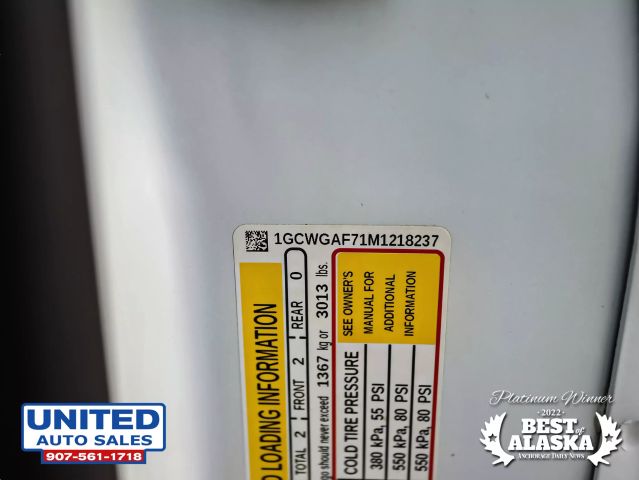 1GCWGAF71M1218237
LOADING INFORMATION
TOTAL 2 FRONT 2 REAR 0
should never exceed 1367 kg or 3013 lbs.
COLD TIRE PRESSURE
380 kPa, 55 PSI
550 kPa, 80 PSI
550 kPa, 80 PSI
SEE OWNER'S
MANUAL FOR
ADDITIONAL
INFORMATION
UNITED
AUTO SALES
907-561-1718
Platinum Winner
2022
BEST of
ALASKA
ANCHORAGE DAILY NEWS